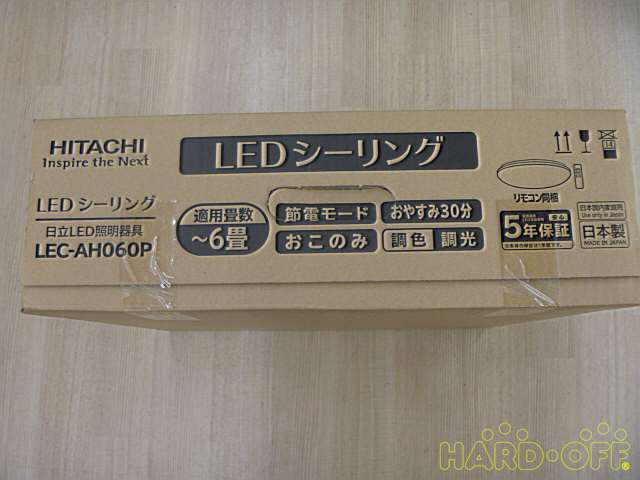 HITACHI
Inspire the Next
LEDシーリング
LED シーリング
日立LED照明器具
LEC-AH060P
適用畳数
～6畳
節電モード
おやすみ30分
おこのみ
調色 調光
リモコン同梱
安心
5年保証
日本国内家庭用
Use only in Japan
日本製
MADE IN JAPAN
14
HARD・OFF®